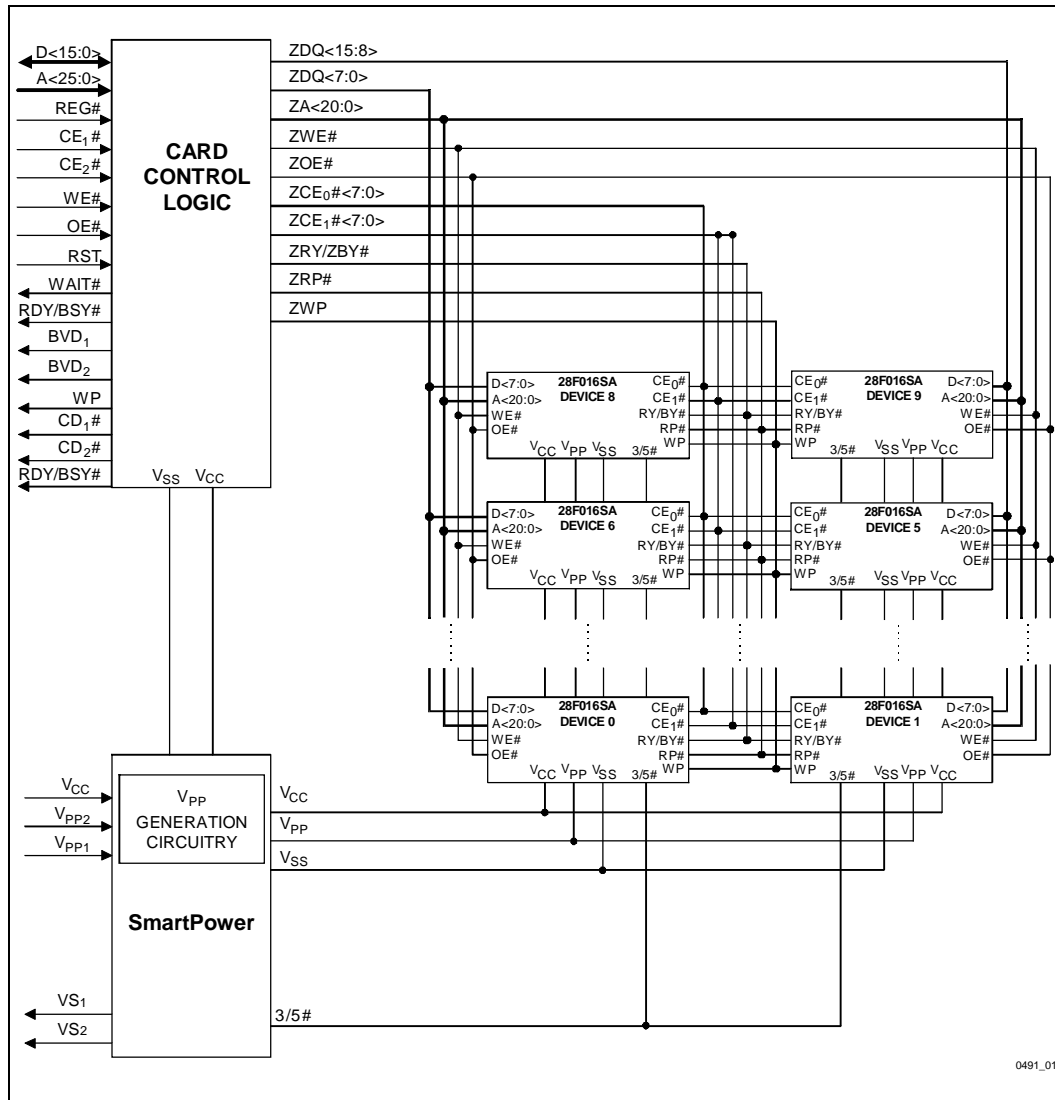 D<15:0>
A<25:0>
REG#
CE1#
CE2#
WE#
OE#
RST
WAIT#
RDY/BSY#
BVD1
BVD2
WP
CD1#
CD2#
RDY/BSY#
CARD
CONTROL
LOGIC
VSS
VCC
ZDQ<15:8>
ZDQ<7:0>
ZA<20:0>
ZWE#
ZOE#
ZCE0#<7:0>
ZCE1#<7:0>
ZRY/ZBY#
ZRP#
ZWP
D<7:0>
A<20:0>
WE#
OE#
28F016SA
DEVICE 8
CE0#
CE1#
RY/BY#
RP#
WP
VCC VPP VSS 3/5#
CE0#
CE1#
RY/BY#
RP#
WP
28F016SA
DEVICE 9
D<7:0>
A<20:0>
WE#
OE#
3/5# VSS VPP VCC
D<7:0>
A<20:0>
WE#
OE#
28F016SA
DEVICE 6
CE0#
CE1#
RY/BY#
RP#
WP
VCC VPP VSS 3/5#
CE0#
CE1#
RY/BY#
RP#
WP
28F016SA
DEVICE 5
D<7:0>
A<20:0>
WE#
OE#
3/5# VSS VPP VCC
D<7:0>
A<20:0>
WE#
OE#
28F016SA
DEVICE 0
CE0#
CE1#
RY/BY#
RP#
WP
VCC VPP VSS 3/5#
CE0#
CE1#
RY/BY#
RP#
WP
28F016SA
DEVICE 1
D<7:0>
A<20:0>
WE#
OE#
3/5# VSS VPP VCC
VCC
VPP2
VPP1
VPP
GENERATION
CIRCUITRY
SmartPower
VCC
VPP
VSS
VS1
VS2
3/5#
0491_01